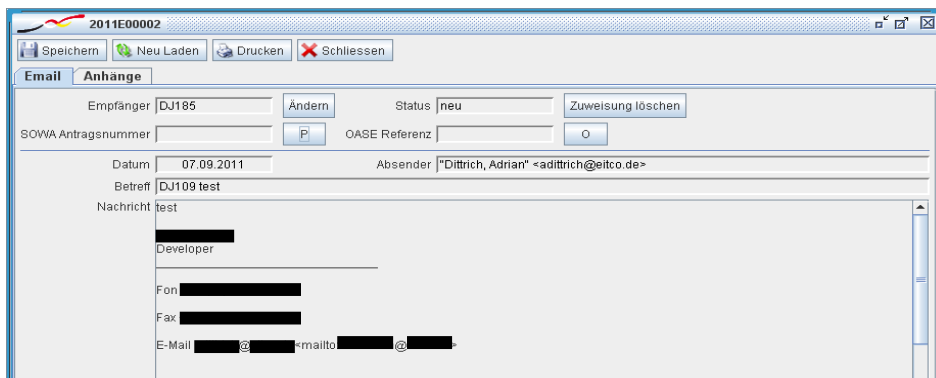 2011E00002
Speichern Neu Laden Drucken Schliessen
Email Anhänge
Empfänger DJ185 Ändern Status neu Zuweisung löschen
SOWA Antragsnummer P OASE Referenz O
Datum 07.09.2011 Absender "Dittrich, Adrian" <adittrich@eitco.de>
Betreff DJ109 test
Nachricht test
Developer
Fon
Fax
E-Mail @ <mailto: @ >